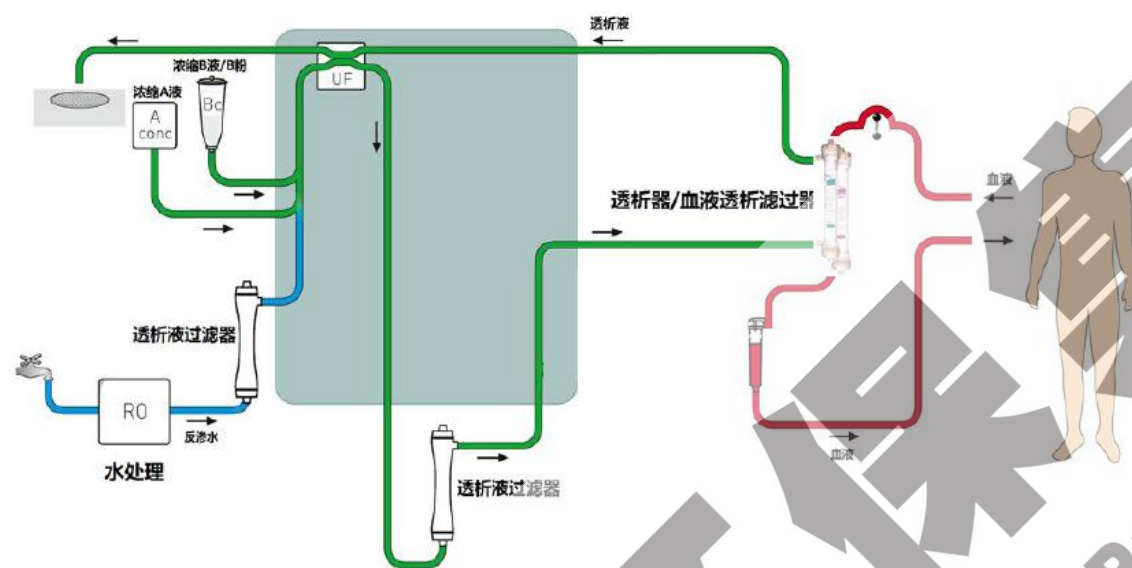 透析液
浓缩B液/B粉
UF
浓缩A液
Bc
A
conc
透析器/血液透析滤过器
血液
透析液过滤器
RO
反渗水
水处理
透析液过滤器
血液